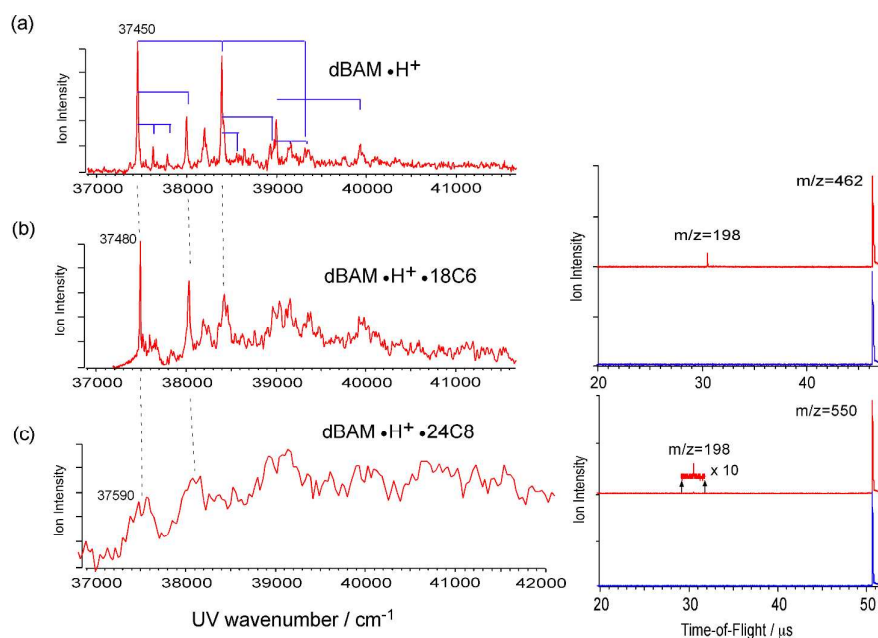 (a)
37450
dBAM •H+
Ion Intensity
37000 38000 39000 40000 41000
(b)
37480
dBAM •H+ •18C6
Ion Intensity
37000 38000 39000 40000 41000
(c)
dBAM •H+ •24C8
37590
Ion Intensity
37000 38000 39000 40000 41000 42000
UV wavenumber / cm-1
m/z=462
m/z=198
Ion Intensity
20 30 40
m/z=550
m/z=198
x 10
Ion Intensity
20 30 40 50
Time-of-Flight / μs